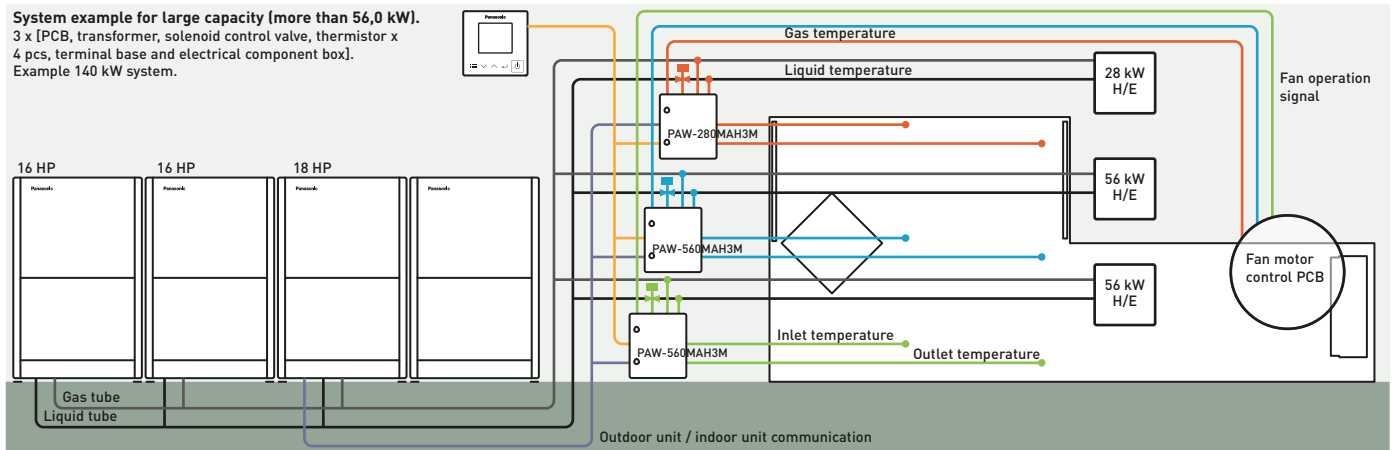 System example for large capacity (more than 56,0 kW).
3 x [PCB, transformer, solenoid control valve, thermistor x
4 pcs, terminal base and electrical component box].
Example 140 kW system.
Panasonic
Gas temperature
Liquid temperature
28 kW
H/E
Fan operation
signal
PAW-280MAH3M
16 HP
16 HP
18 HP
Panasonic
Panasonic
Panasonic
Panasonic
56 kW
H/E
PAW-560MAH3M
Fan motor
control PCB
56 kW
H/E
PAW-560MAH3M
Inlet temperature
Outlet temperature
Gas tube
Liquid tube
Outdoor unit / indoor unit communication